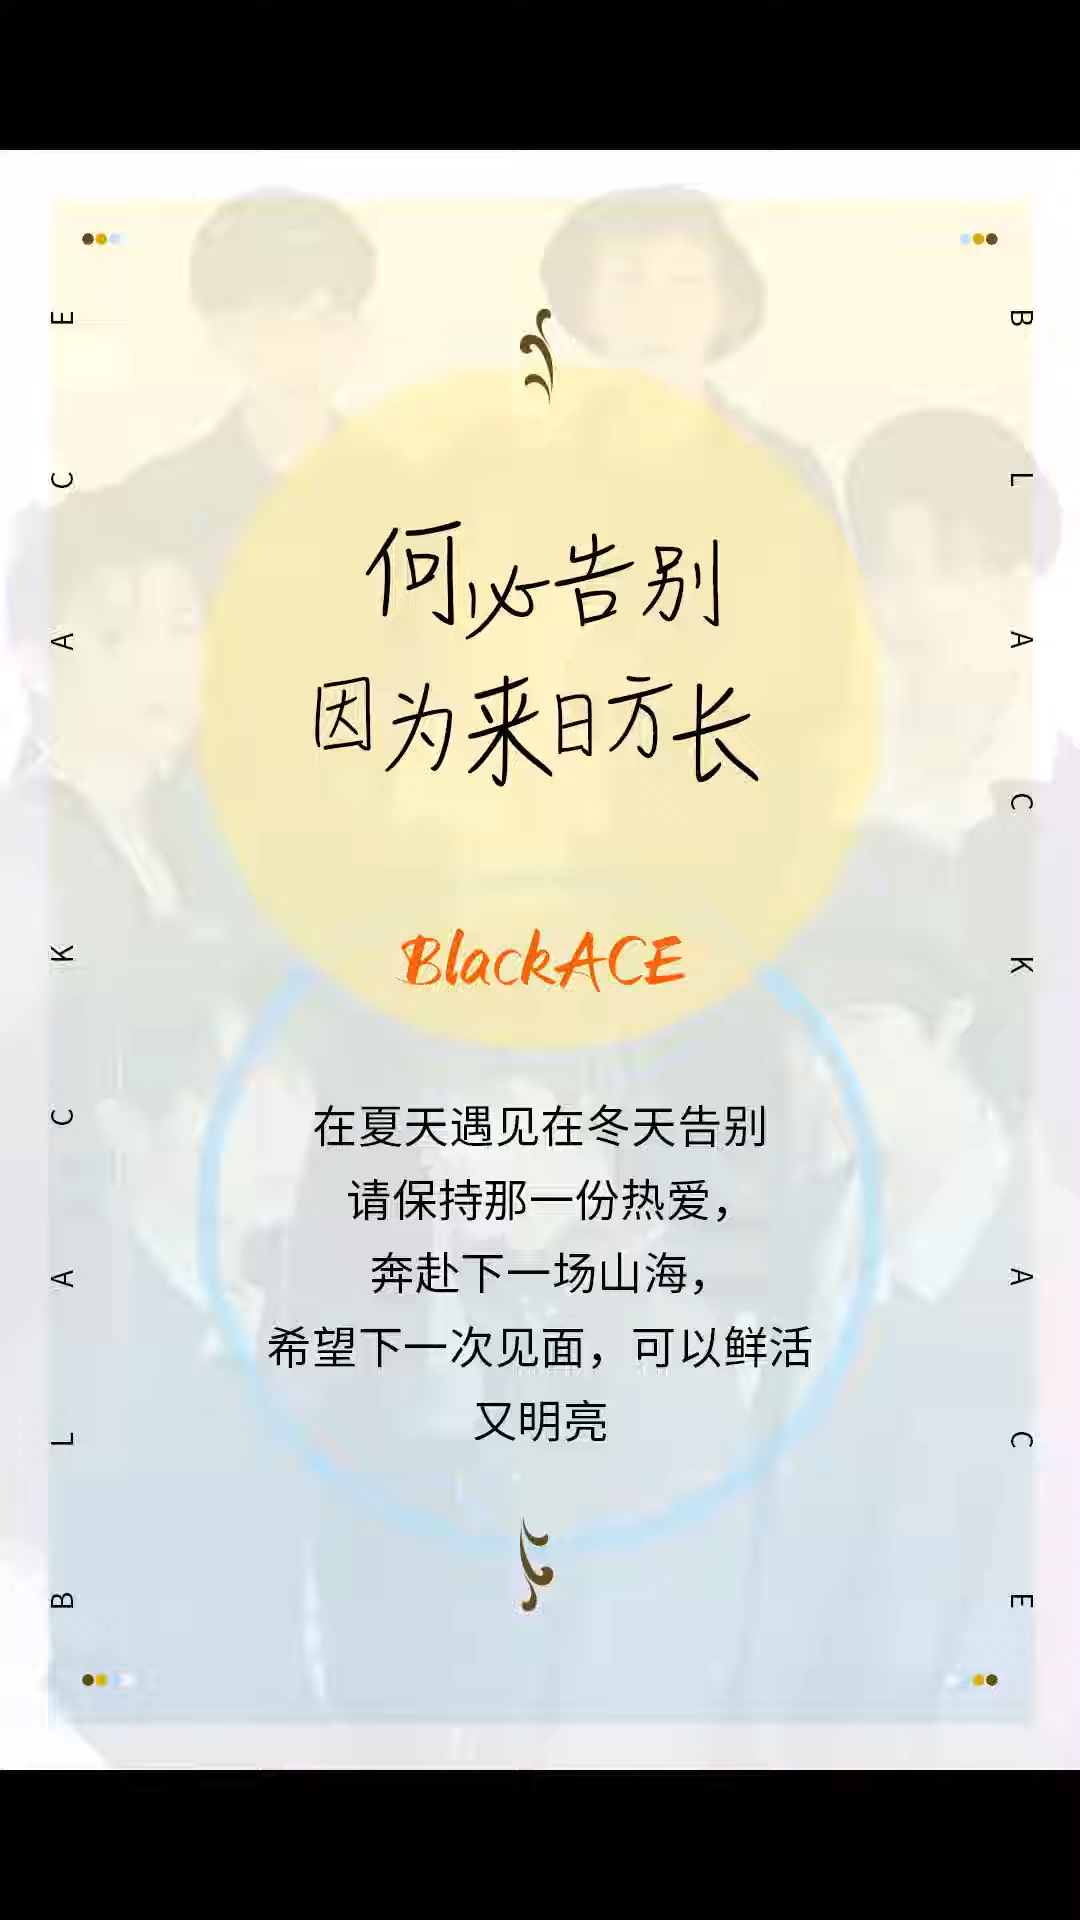 何必告别
因为来日方长
BlackACE
在夏天遇见在冬天告别
请保持那一份热爱，
奔赴下一场山海，
希望下一次见面，可以鲜活
又明亮
BLACKACE
BLACKACE